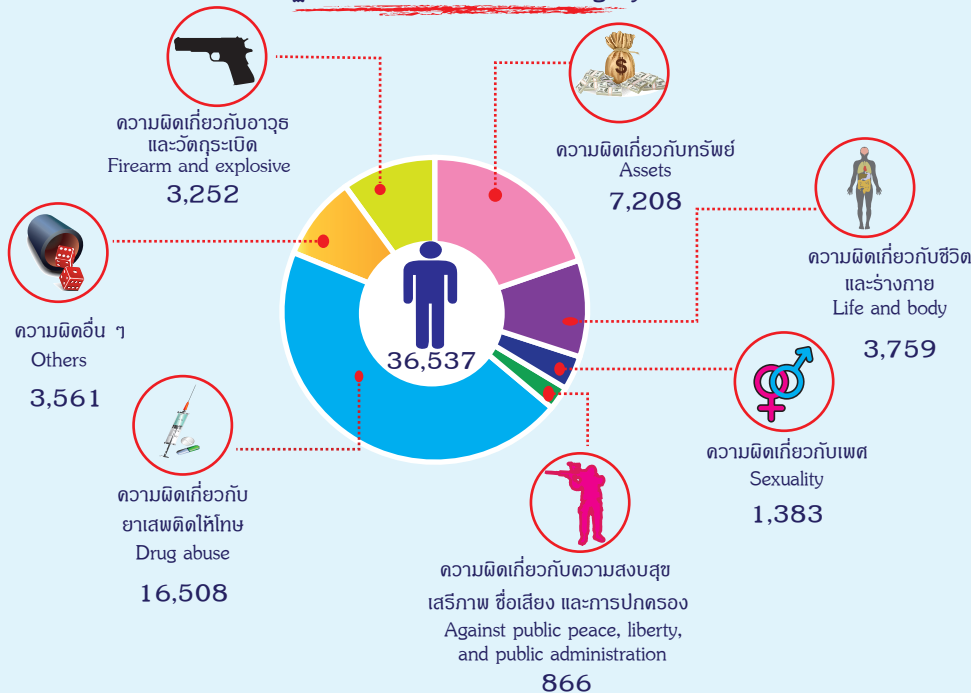 ความผิดเกี่ยวกับอาวุธ
และวัตถุระเบิด
Firearm and explosive
3,252
ความผิดเกี่ยวกับทรัพย์
Assets
7,208
ความผิดเกี่ยวกับชีวิต
และร่างกาย
Life and body
3,759
ความผิดอื่น ๆ
Others
3,561
36,537
ความผิดเกี่ยวกับเพศ
Sexuality
1,383
ความผิดเกี่ยวกับ
ยาเสพติดให้โทษ
Drug abuse
16,508
ความผิดเกี่ยวกับความสงบสุข
เสรีภาพ ชื่อเสียง และการปกครอง
Against public peace, liberty,
and public administration
866